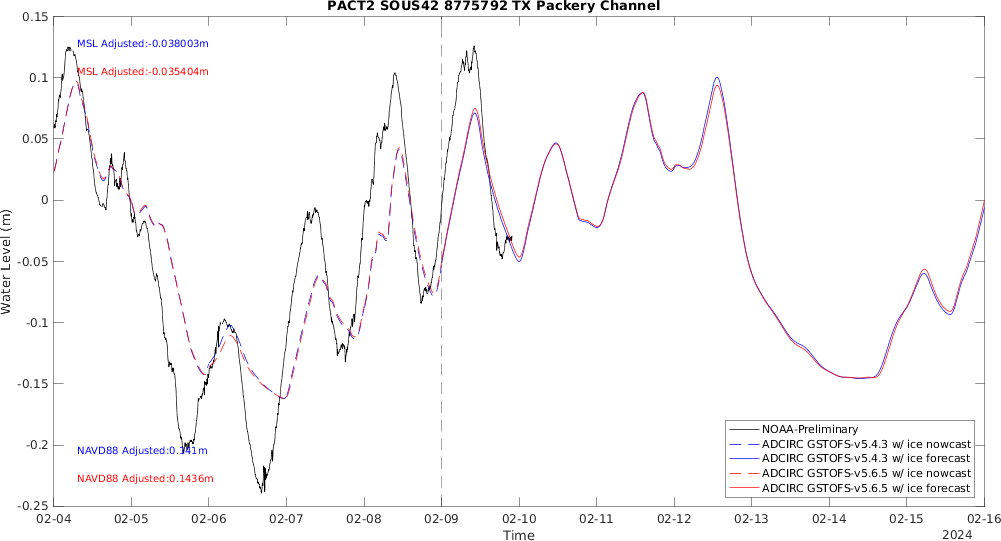 PACT2 SOUS42 8775792 TX Packery Channel
MSL Adjusted:-0.038003m
MSL Adjusted:-0.035404m
0.15
0.1
0.05
0
-0.05
-0.1
-0.15
-0.2
-0.25
Water Level (m)
NAVD88 Adjusted:0.141m
NAVD88 Adjusted:0.1436m
NOAA-Preliminary
ADCIRC GSTOFS-v5.4.3 w/ ice nowcast
ADCIRC GSTOFS-v5.4.3 w/ ice forecast
ADCIRC GSTOFS-v5.6.5 w/ ice nowcast
ADCIRC GSTOFS-v5.6.5 w/ ice forecast
02-04 02-05 02-06 02-07 02-08 02-09 02-10 02-11 02-12 02-13 02-14 02-15 02-16
Time
2024